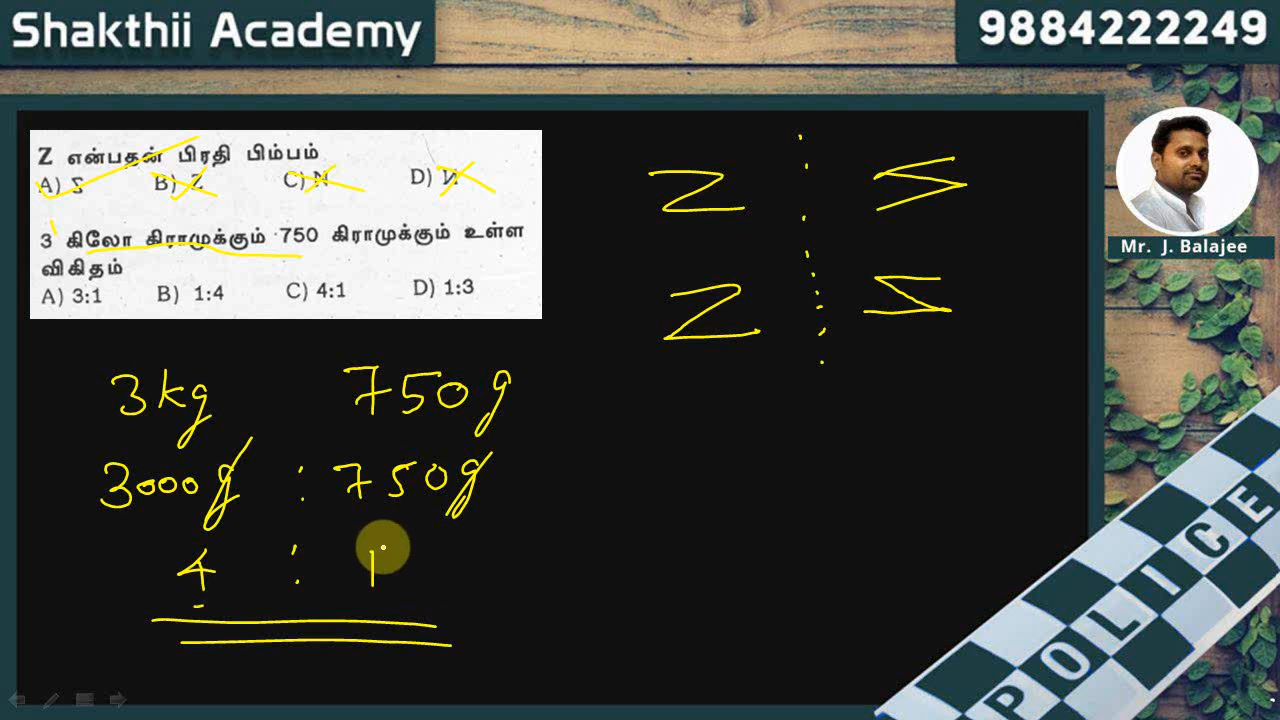 Shakthii Academy
9884222249
Z என்பதன் பிரதி பிம்பம்
A) B) Z C) N D) И
3 கிலோ கிராமுக்கும் 750 கிராமுக்கும் உள்ள
விகிதம்
A) 3:1 B) 1:4 C) 4:1 D) 1:3
Z
Z
3kg 750g
3000g : 750g
4 : 1
Mr. J. Balajee
POLICE